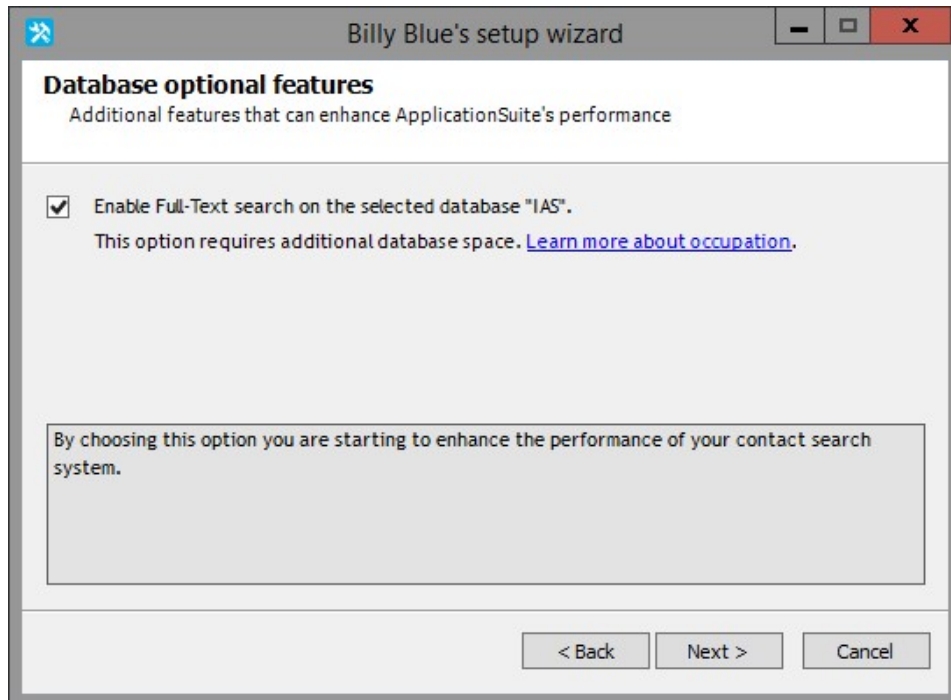 Billy Blue's setup wizard
Database optional features
Additional features that can enhance ApplicationSuite's performance
Enable Full-Text search on the selected database "IAS".
This option requires additional database space. Learn more about occupation.
By choosing this option you are starting to enhance the performance of your contact search
system.
< Back
Next >
Cancel